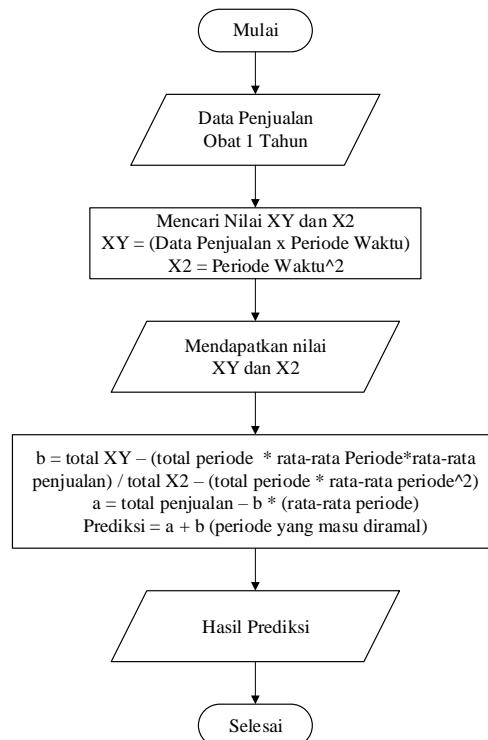 Mulai
Data Penjualan
Obat 1 Tahun
Mencari Nilai XY dan X2
XY = (Data Penjualan x Periode Waktu)
X2 = Periode Waktu^2
Mendapatkan nilai
XY dan X2
b = total XY – (total periode * rata-rata Periode*rata-rata
penjualan) / total X2 – (total periode * rata-rata periode^2)
a = total penjualan – b * (rata-rata periode)
Prediksi = a + b (periode yang masu diramal)
Hasil Prediksi
Selesai